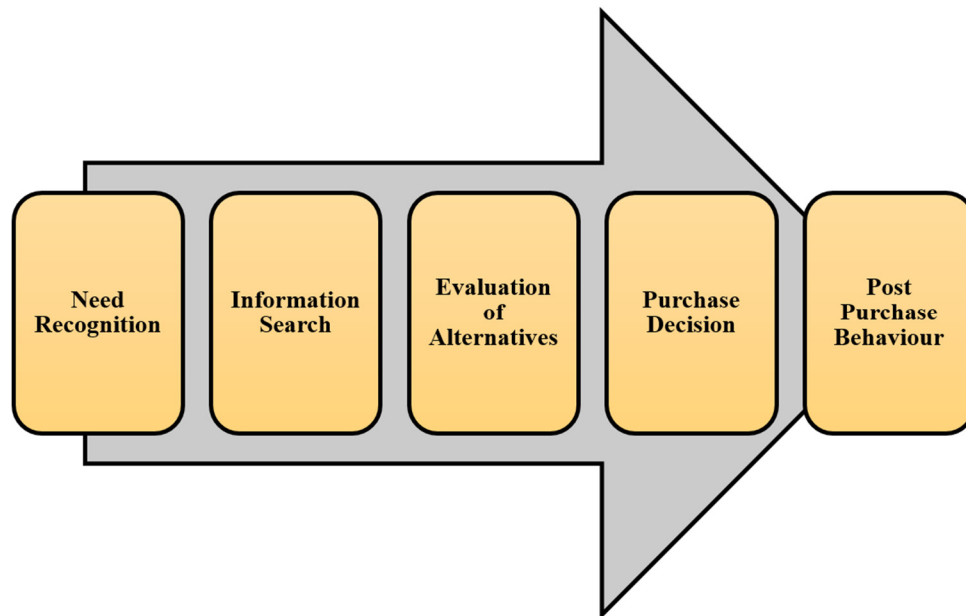 Need
Recognition
Information
Search
Evaluation
of
Alternatives
Purchase
Decision
Post
Purchase
Behaviour